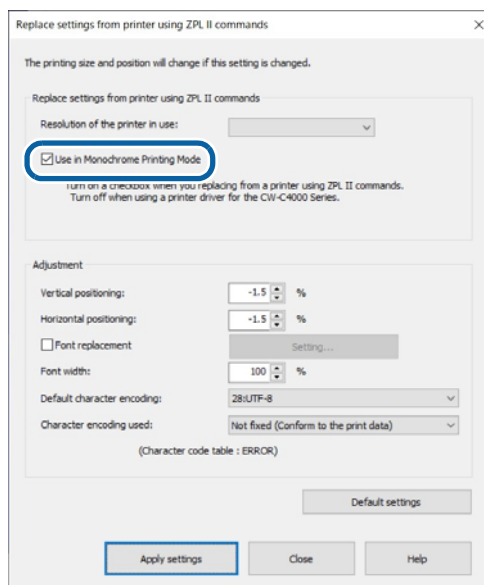 Replace settings from printer using ZPL II commands
The printing size and position will change if this setting is changed.
Replace settings from printer using ZPL II commands
Resolution of the printer in use:
Use in Monochrome Printing Mode
Turn on a checkbox when you replacing from a printer using ZPL II commands.
Turn off when using a printer driver for the CW-C4000 Series.
Adjustment
Vertical positioning: -1.5 %
Horizontal positioning: -1.5 %
Font replacement Setting...
Font width: 100 %
Default character encoding: 28:UTF-8
Character encoding used: Not fixed (Conform to the print data)
(Character code table : ERROR)
Default settings
Apply settings Close Help